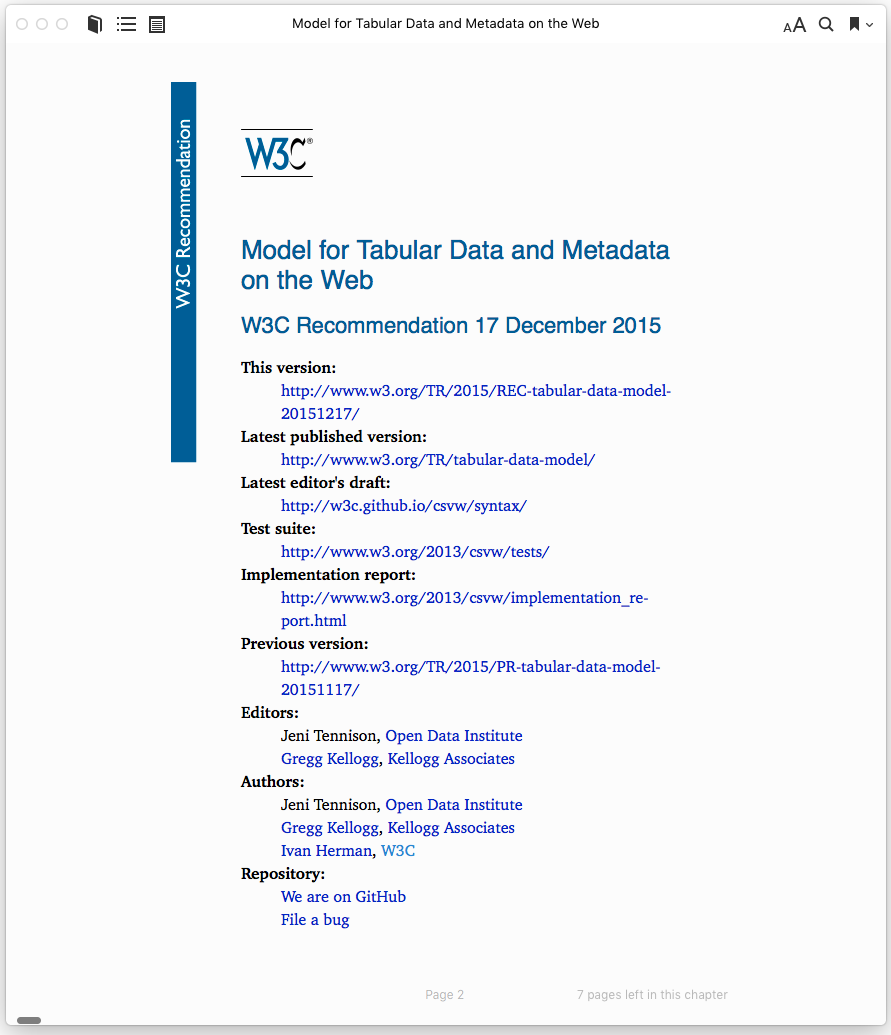 Model for Tabular Data and Metadata on the Web
AA
W3C Recommendation
W3C®
Model for Tabular Data and Metadata
on the Web
W3C Recommendation 17 December 2015
This version:
http://www.w3.org/TR/2015/REC-tabular-data-model-
20151217/
Latest published version:
http://www.w3.org/TR/tabular-data-model/
Latest editor's draft:
http://w3c.github.io/csvw/syntax/
Test suite:
http://www.w3.org/2013/csvw/tests/
Implementation report:
http://www.w3.org/2013/csvw/implementation_re-
port.html
Previous version:
http://www.w3.org/TR/2015/PR-tabular-data-model-
20151117/
Editors:
Jeni Tennison, Open Data Institute
Gregg Kellogg, Kellogg Associates
Authors:
Jeni Tennison, Open Data Institute
Gregg Kellogg, Kellogg Associates
Ivan Herman, W3C
Repository:
We are on GitHub
File a bug
Page 2
7 pages left in this chapter